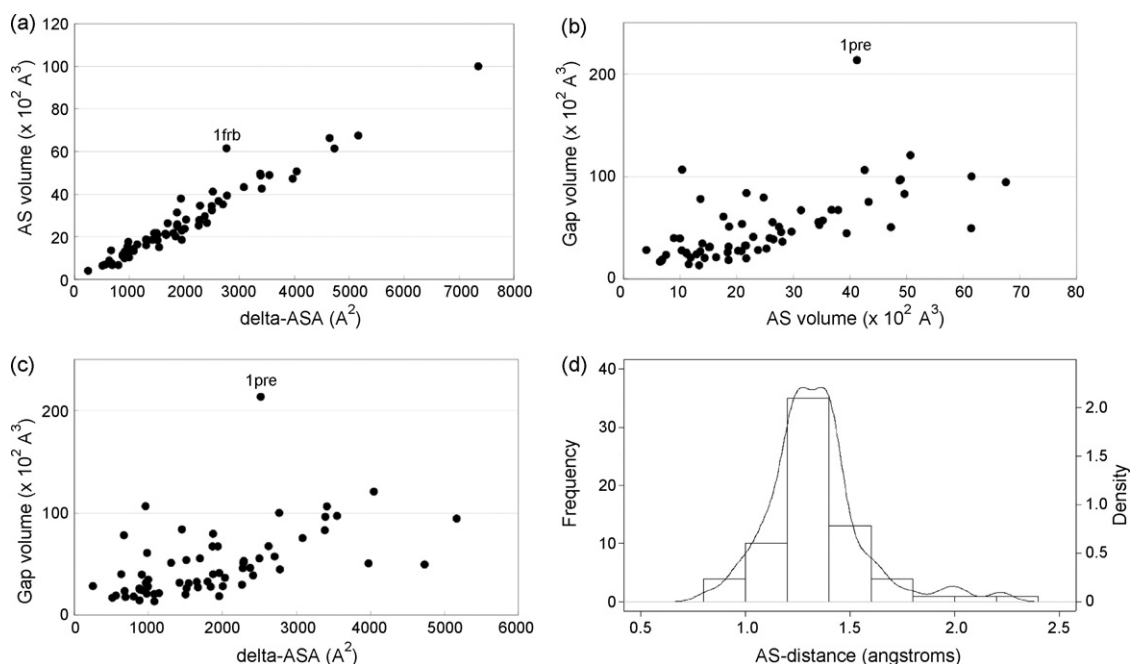 (a)
120
100
80
60
40
20
0
AS volume (x 10² A³)
1frb
0 1000 2000 3000 4000 5000 6000 7000 8000
delta-ASA (A²)
(b)
200
100
0
Gap volume (x 10² A³)
1pre
0 10 20 30 40 50 60 70 80
AS volume (x 10² A³)
(c)
200
100
0
Gap volume (x 10² A³)
1pre
0 1000 2000 3000 4000 5000 6000
delta-ASA (A²)
(d)
40
30
20
10
0
Frequency
2.0
1.5
1.0
0.5
0
Density
0.5 1.0 1.5 2.0 2.5
AS-distance (angstroms)